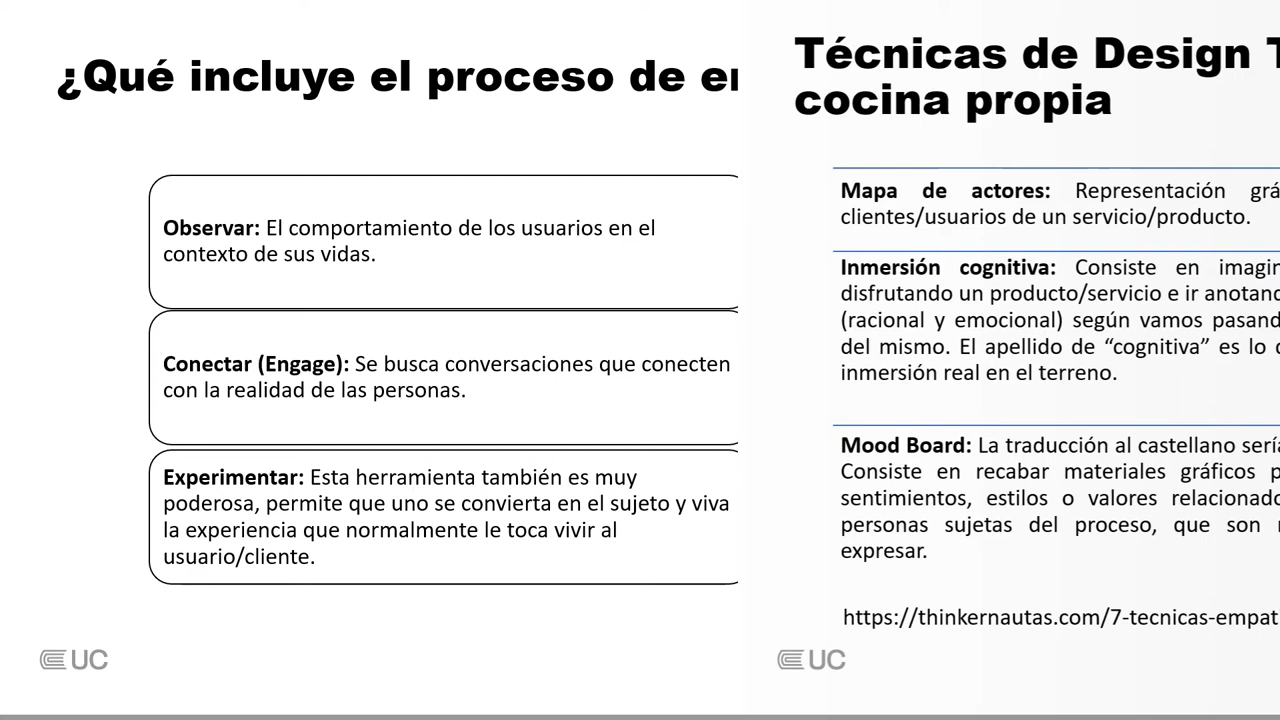 ¿Qué incluye el proceso de
Observar: El comportamiento de los usuarios en el
contexto de sus vidas.
Conectar (Engage): Se busca conversaciones que conecten
con la realidad de las personas.
Experimentar: Esta herramienta también es muy
poderosa, permite que uno se convierta en el sujeto y viva
la experiencia que normalmente le toca vivir al
usuario/cliente.
UC
Técnicas de Design T
cocina propia
Mapa de actores: Representación grá
clientes/usuarios de un servicio/producto.
Inmersión cognitiva: Consiste en imagin
disfrutando un producto/servicio e ir anotand
(racional y emocional) según vamos pasand
del mismo. El apellido de “cognitiva” es lo
inmersión real en el terreno.
Mood Board: La traducción al castellano sería
Consiste en recabar materiales gráficos p
sentimientos, estilos o valores relacionado
personas sujetas del proceso, que son
expresar.
https://thinkernautas.com/7-tecnicas-empat
UC